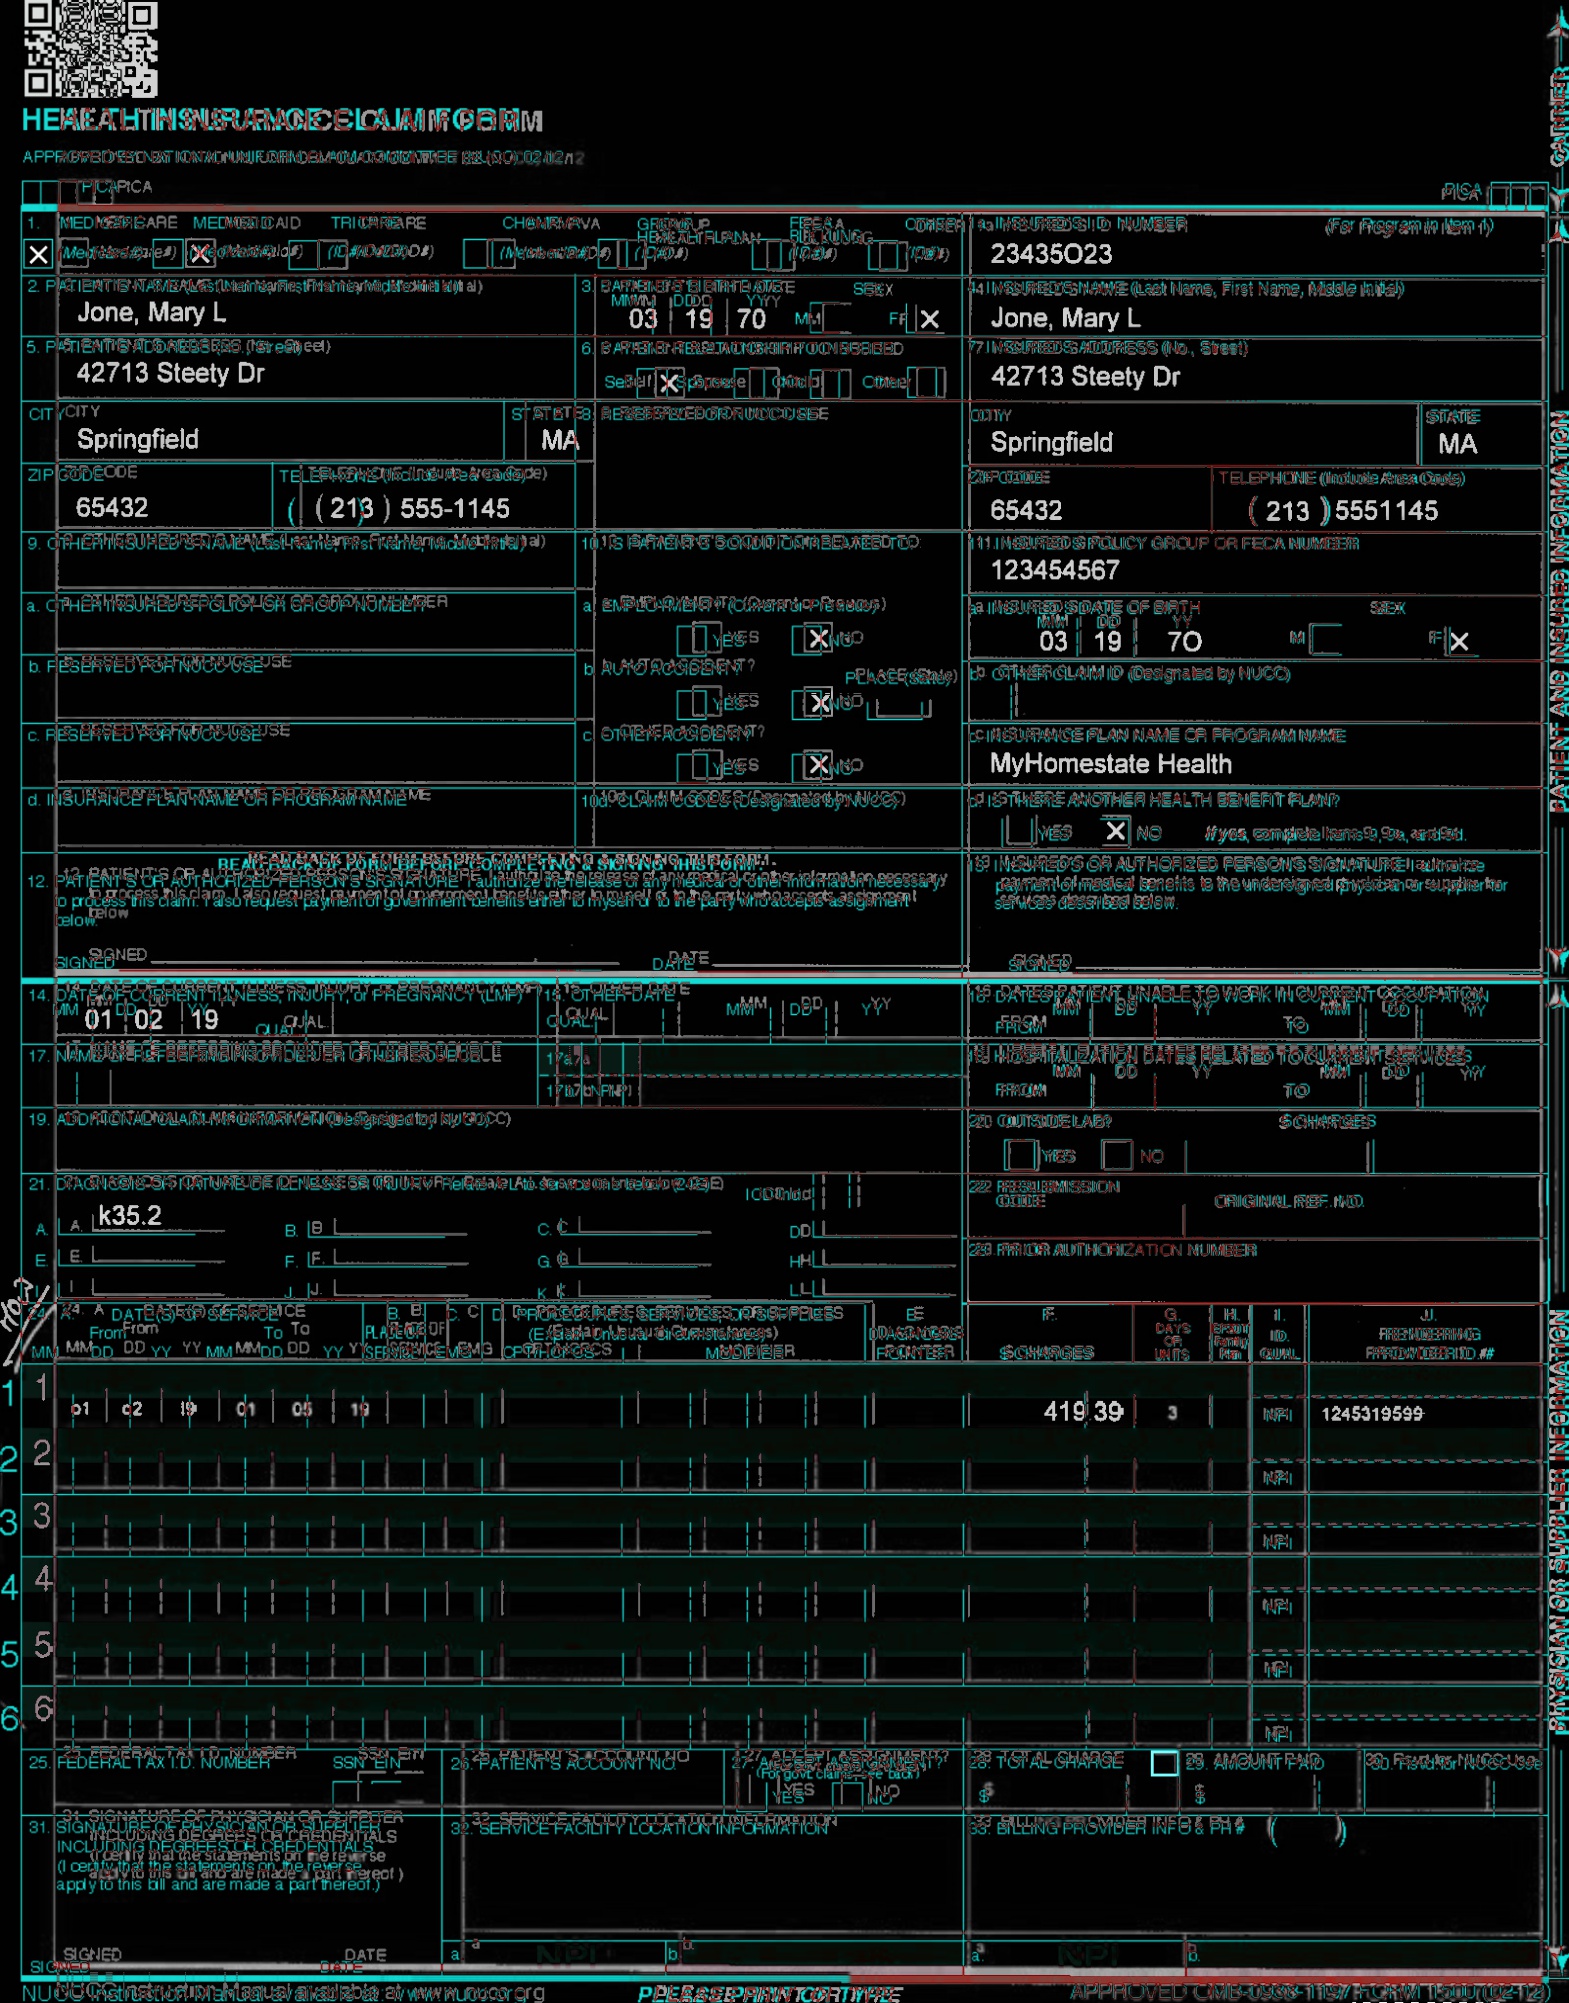 HEALTH INSURANCE CLAIM FORM
PICA PICA
PICA
1. MEDICARE MEDICAID TRICARE CHAMPVA GROUP HEALTH PLAN FECA BLKLUNG OTHER
1a. INSURED'S I.D. NUMBER (For Program in Item 1)
X X
23435O23
2. PATIENT'S NAME (Last Name, First Name, Middle Initial)
Jone, Mary L
3. PATIENT'S BIRTH DATE SEX
MM DD YYYY
03 19 70 M F X
4. INSURED'S NAME (Last Name, First Name, Middle Initial)
Jone, Mary L
5. PATIENT'S ADDRESS (No., Street)
42713 Steety Dr
6. PATIENT RELATIONSHIP TO INSURED
Self X Spouse Child Other
7. INSURED'S ADDRESS (No., Street)
42713 Steety Dr
CITY STATE
Springfield MA
8. RESERVED FOR NUCC USE
CITY STATE
Springfield MA
ZIP CODE TELEPHONE (Include Area Code)
65432 (213) 555-1145
ZIP CODE TELEPHONE (Include Area Code)
65432 (213) 5551145
9. OTHER INSURED'S NAME (Last Name, First Name, Middle Initial)
10. IS PATIENT'S CONDITION RELATED TO:
11. INSURED'S POLICY GROUP OR FECA NUMBER
123454567
a. OTHER INSURED'S POLICY OR GROUP NUMBER
a. EMPLOYMENT? (Current or Previous)
YES X NO
a. INSURED'S DATE OF BIRTH SEX
MM DD YY
03 19 7O M F X
b. RESERVED FOR NUCC USE
b. AUTO ACCIDENT? PLACE (State)
YES X NO
b. OTHER CLAIM ID (Designated by NUCC)
c. RESERVED FOR NUCC USE
c. OTHER ACCIDENT?
YES X NO
c. INSURANCE PLAN NAME OR PROGRAM NAME
MyHomestate Health
d. INSURANCE PLAN NAME OR PROGRAM NAME
10d. CLAIM CODES (Designated by NUCC)
d. IS THERE ANOTHER HEALTH BENEFIT PLAN?
YES X NO If yes, complete items 9, 9a, and 9d.
READ BACK OF FORM BEFORE COMPLETING & SIGNING THIS FORM.
12. PATIENT'S OR AUTHORIZED PERSON'S SIGNATURE I authorize the release of any medical or other information necessary
to process this claim. I also request payment of government benefits either to myself or to the party who accepts assignment
below.
SIGNED DATE
13. INSURED'S OR AUTHORIZED PERSON'S SIGNATURE I authorize
payment of medical benefits to the undersigned physician or supplier for
services described below.
SIGNED
14. DATE OF CURRENT ILLNESS, INJURY, or PREGNANCY (LMP)
MM DD YY
01 02 19 QUAL.
15. OTHER DATE
QUAL. MM DD YY
16. DATES PATIENT UNABLE TO WORK IN CURRENT OCCUPATION
MM DD YY MM DD YY
FROM TO
17. NAME OF REFERRING PROVIDER OR OTHER SOURCE
17a.
17b. NPI
18. HOSPITALIZATION DATES RELATED TO CURRENT SERVICES
MM DD YY MM DD YY
FROM TO
19. ADDITIONAL CLAIM INFORMATION (Designated by NUCC)
20. OUTSIDE LAB? $ CHARGES
YES NO
21. DIAGNOSIS OR NATURE OF ILLNESS OR INJURY Relate A-L to service line below (24E)
ICD Ind.
A. k35.2 B. C. D.
E. F. G. H.
I. J. K. L.
22. RESUBMISSION CODE ORIGINAL REF. NO.
23. PRIOR AUTHORIZATION NUMBER
24. A. DATE(S) OF SERVICE B. C. D. PROCEDURES, SERVICES, OR SUPPLIES E. F. G. H. I. J.
From To PLACE OF (Explain Unusual Circumstances) DIAGNOSIS DAYS OR ID. RENDERING
MM DD YY MM DD YY SERVICE EMG CPT/HCPCS MODIFIER POINTER $ CHARGES UNITS QUAL. PROVIDER ID. #
1 1
01 02 19 01 05 19 419.39 3 NPI 1245319599
2 2
NPI
3 3
NPI
4 4
NPI
5 5
NPI
6 6
NPI
25. FEDERAL TAX I.D. NUMBER SSN EIN
26. PATIENT'S ACCOUNT NO.
27. ACCEPT ASSIGNMENT?
(For govt. claims, see back)
YES NO
28. TOTAL CHARGE
$
29. AMOUNT PAID
$
30. Rsvd for NUCC Use
31. SIGNATURE OF PHYSICIAN OR SUPPLIER
INCLUDING DEGREES OR CREDENTIALS
(I certify that the statements on the reverse
apply to this bill and are made a part thereof.)
SIGNED DATE
32. SERVICE FACILITY LOCATION INFORMATION
a. NPI b.
33. BILLING PROVIDER INFO & PH # ( )
a. NPI b.
NUCC Instruction Manual available at: www.nucc.org
PLEASE PRINT OR TYPE
APPROVED OMB-0938-1197 FORM 1500 (02-12)
CARRIER
PATIENT AND INSURED INFORMATION
PHYSICIAN OR SUPPLIER INFORMATION